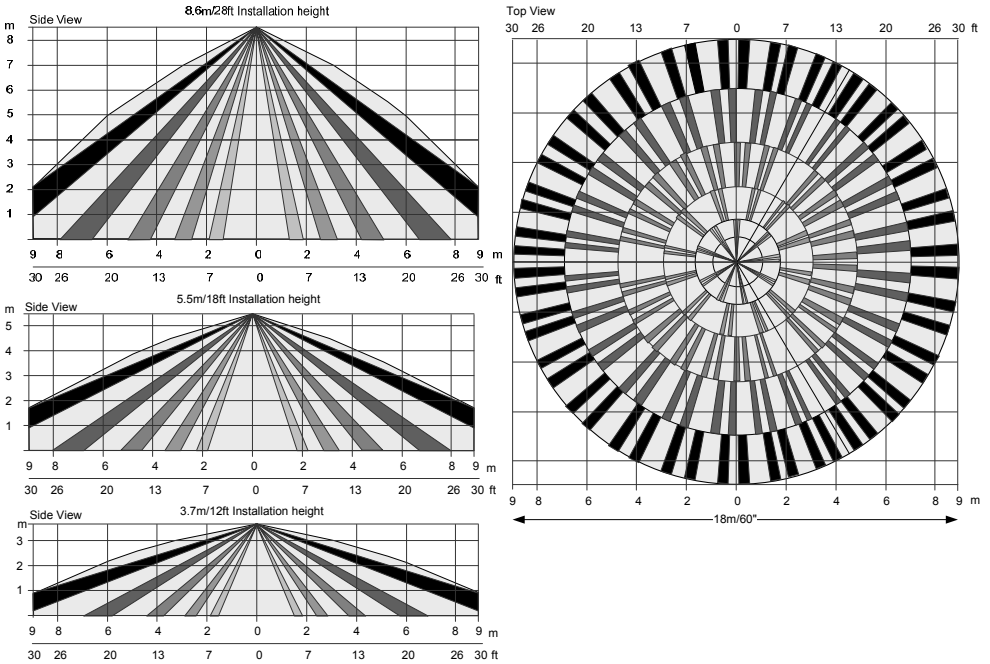 8.6m/28ft Installation height
Side View
m
8
7
6
5
4
3
2
1
9 8 6 4 2 0 2 4 6 8 9 m
30 26 20 13 7 0 7 13 20 26 30 ft
5.5m/18ft Installation height
Side View
m
5
4
3
2
1
9 8 6 4 2 0 2 4 6 8 9 m
30 26 20 13 7 0 7 13 20 26 30 ft
3.7m/12ft Installation height
Side View
m
3
2
1
9 8 6 4 2 0 2 4 6 8 9 m
30 26 20 13 7 0 7 13 20 26 30 ft
Top View
30 26 20 13 7 0 7 13 20 26 30 ft
9 8 6 4 2 0 2 4 6 8 9 m
18m/60"